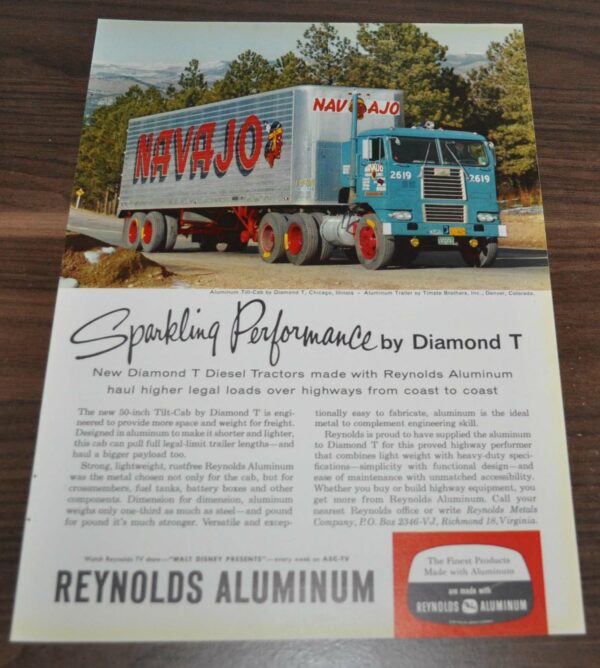 NAVAJO
NAVAJO
2619
2619
Aluminum Tilt-Cab by Diamond T, Chicago, Illinois • Aluminum Trailer by Timpte Brothers, Inc., Denver, Colorado.
Sparkling Performance by Diamond T
New Diamond T Diesel Tractors made with Reynolds Aluminum
haul higher legal loads over highways from coast to coast
The new 50-inch Tilt-Cab by Diamond T is engi-
neered to provide more space and weight for freight.
Designed in aluminum to make it shorter and lighter,
this cab can pull full legal-limit trailer lengths—and
haul a bigger payload too.
Strong, lightweight, rustfree Reynolds Aluminum
was the metal chosen not only for the cab, but for
crossmembers, fuel tanks, battery boxes and other
components. Dimension for dimension, aluminum
weighs only one-third as much as steel—and pound
for pound it's much stronger. Versatile and excep-
tionally easy to fabricate, aluminum is the ideal
metal to complement engineering skill.
Reynolds is proud to have supplied the aluminum
to Diamond T for this proved highway performer
that combines light weight with heavy-duty speci-
fications—simplicity with functional design—and
ease of maintenance with unmatched accessibility.
Whether you buy or build highway equipment, you
get more from Reynolds Aluminum. Call your
nearest Reynolds office or write Reynolds Metals
Company, P.O. Box 2346-VJ, Richmond 18, Virginia.
Watch Reynolds TV show—"WALT DISNEY PRESENTS"—every week on ABC-TV
REYNOLDS ALUMINUM
The Finest Products
Made with Aluminum
are made with
REYNOLDS ALUMINUM